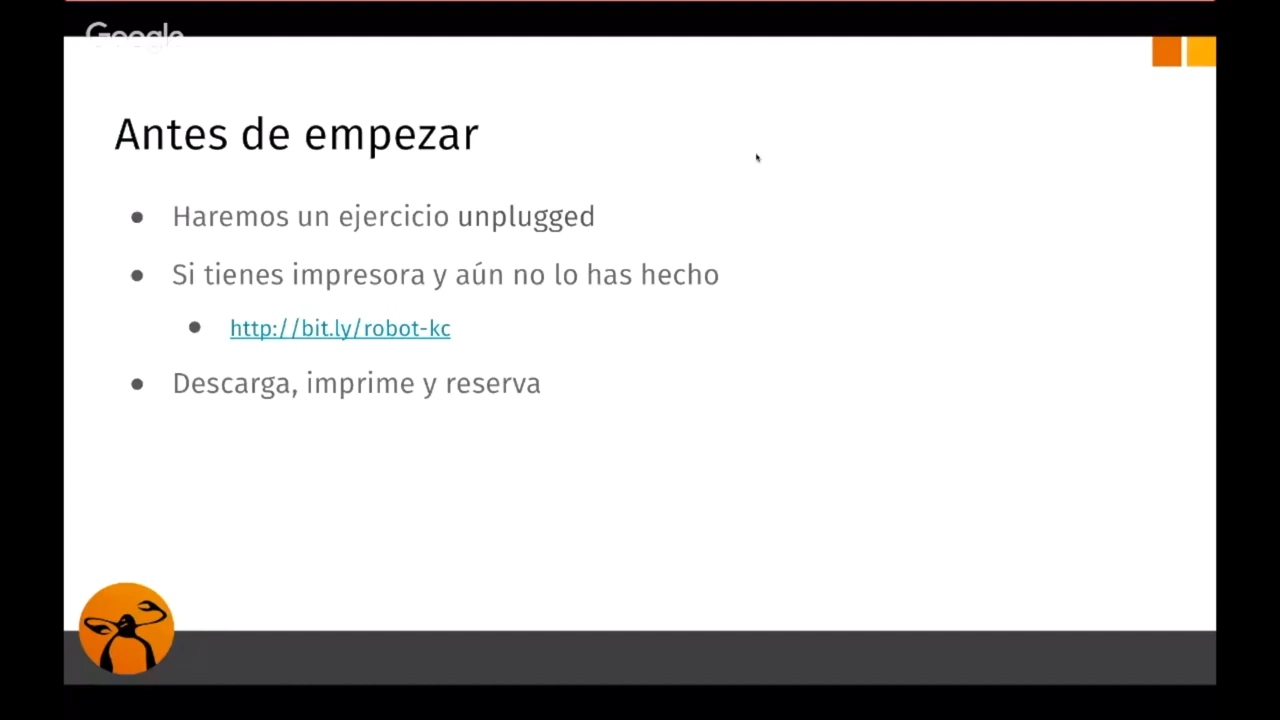 Google
Antes de empezar
Haremos un ejercicio unplugged
Si tienes impresora y aún no lo has hecho
http://bit.ly/robot-kc
Descarga, imprime y reserva